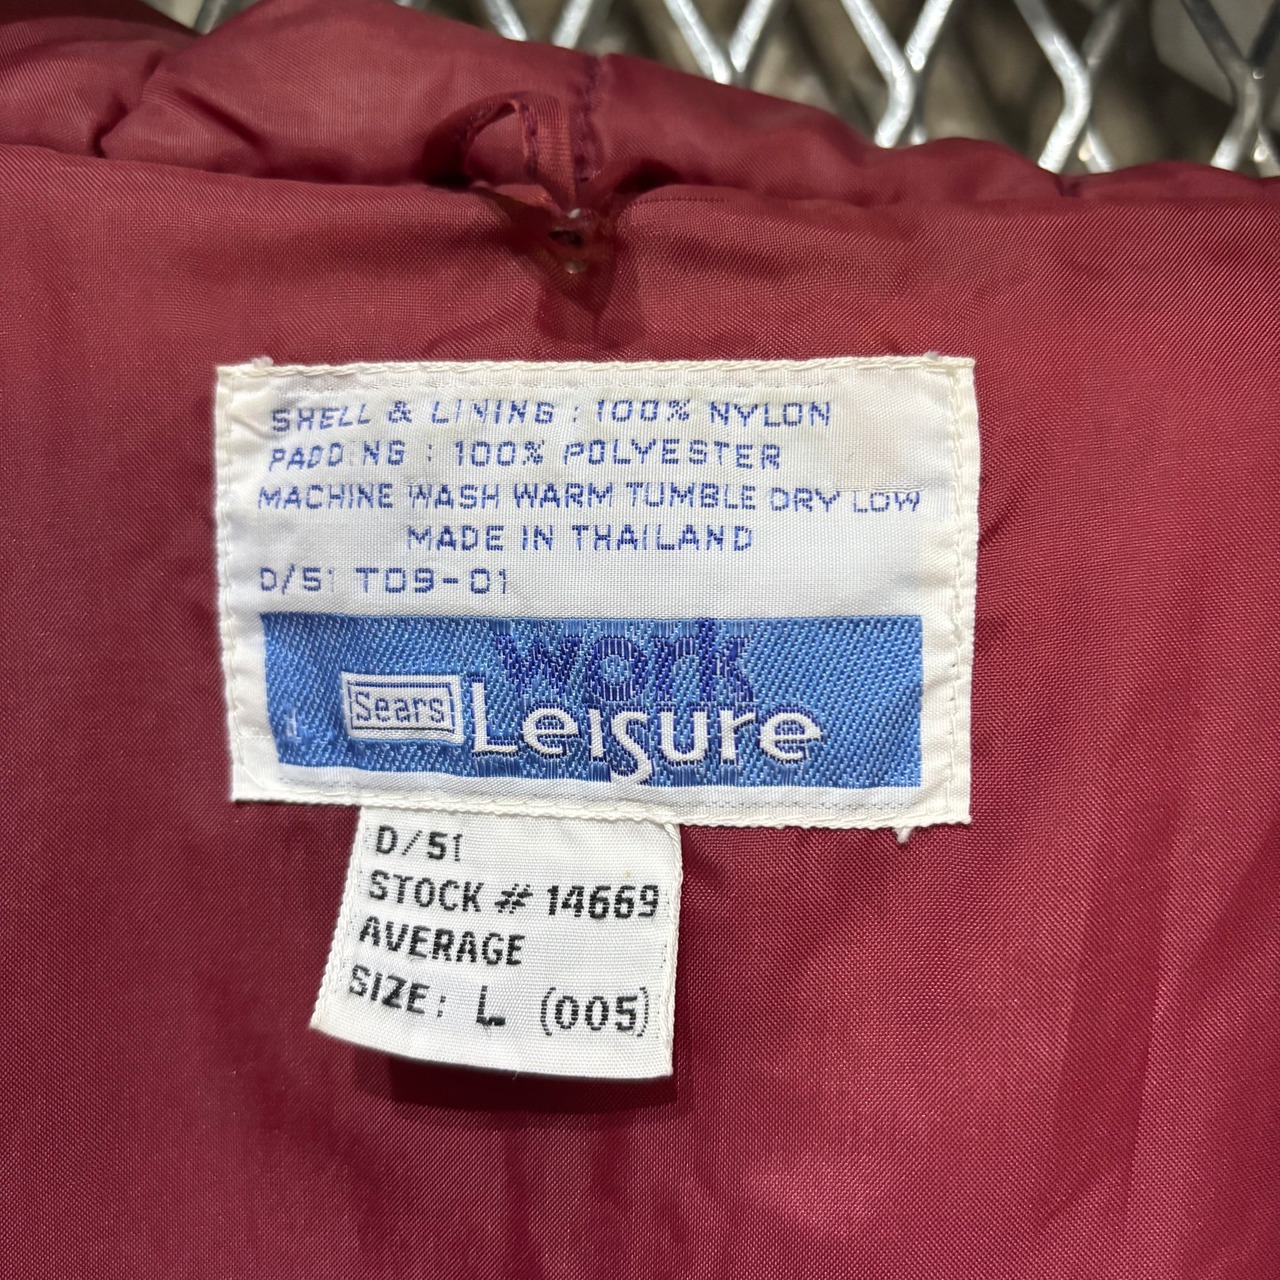 SHELL & LINING : 100% NYLON
PADDING : 100% POLYESTER
MACHINE WASH WARM TUMBLE DRY LOW
MADE IN THAILAND
D/51 T09-01
work
Sears Leisure
D/51
STOCK # 14669
AVERAGE
SIZE: L (005)